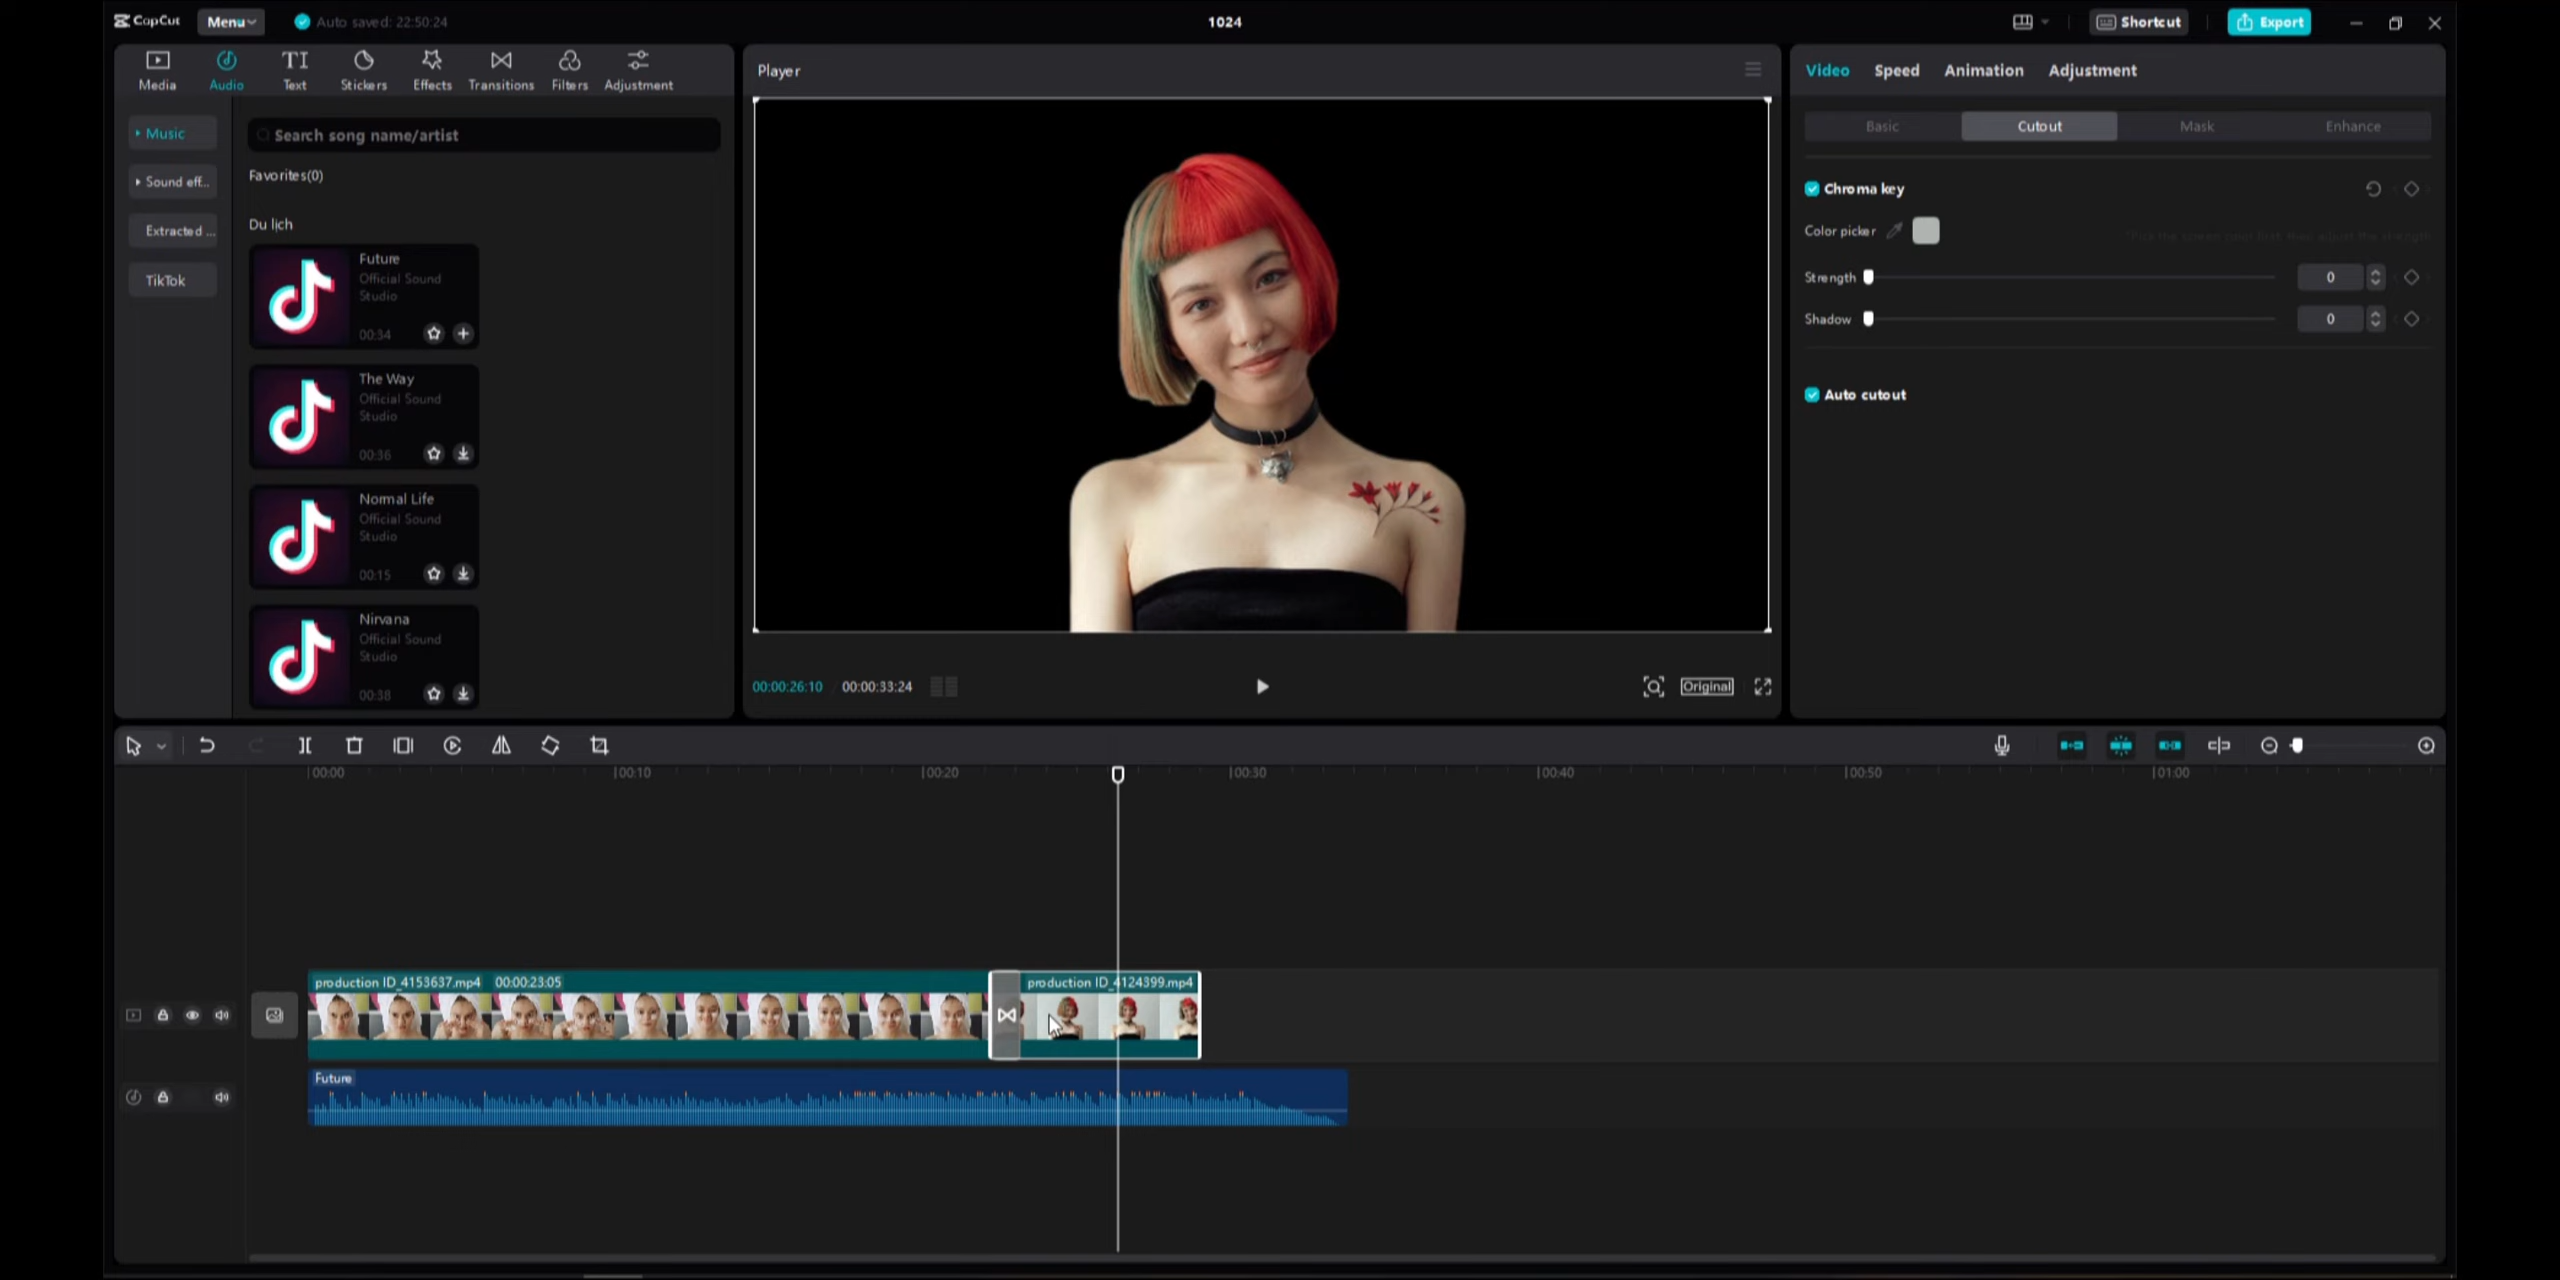 CapCut
Menu
Auto saved: 22:50:24
1024
Shortcut
Export
Media
Audio
Text
Stickers
Effects
Transitions
Filters
Adjustment
Music
Sound eff...
Extracted ...
TikTok
Search song name/artist
Favorites(0)
Du lịch
Future
Official Sound
Studio
00:34
The Way
Official Sound
Studio
00:36
Normal Life
Official Sound
Studio
00:15
Nirvana
Official Sound
Studio
00:38
Player
00:00:26:10
00:00:33:24
Original
Video
Speed
Animation
Adjustment
Basic
Cutout
Mask
Enhance
Chroma key
Color picker
Strength
0
Shadow
0
Auto cutout
00:00
00:10
00:20
00:30
00:40
00:50
01:00
production ID_4153637.mp4
00:00:23:05
production ID_4124399.mp4
Future